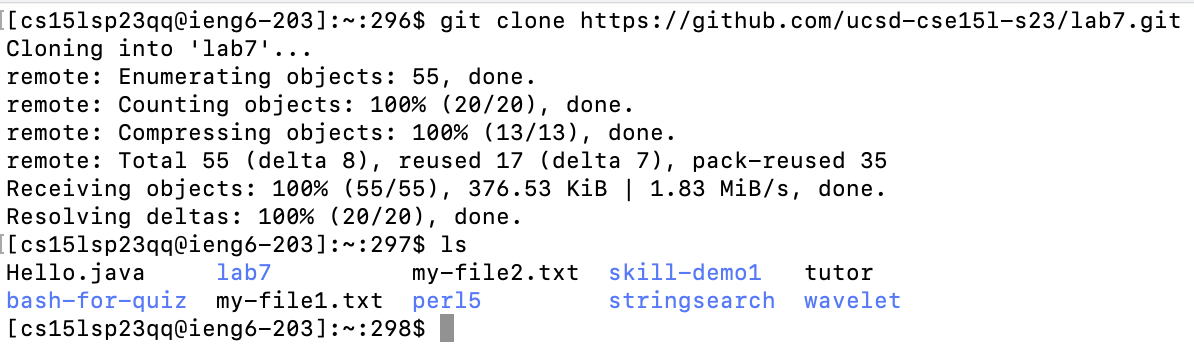 [[cs15lsp23qq@ieng6-203]:~:296$ git clone https://github.com/ucsd-cse15l-s23/lab7.git
Cloning into 'lab7'...
remote: Enumerating objects: 55, done.
remote: Counting objects: 100% (20/20), done.
remote: Compressing objects: 100% (13/13), done.
remote: Total 55 (delta 8), reused 17 (delta 7), pack-reused 35
Receiving objects: 100% (55/55), 376.53 KiB | 1.83 MiB/s, done.
Resolving deltas: 100% (20/20), done.
[[cs15lsp23qq@ieng6-203]:~:297$ ls
Hello.java lab7 my-file2.txt skill-demo1 tutor
bash-for-quiz my-file1.txt perl5 stringsearch wavelet
[cs15lsp23qq@ieng6-203]:~:298$